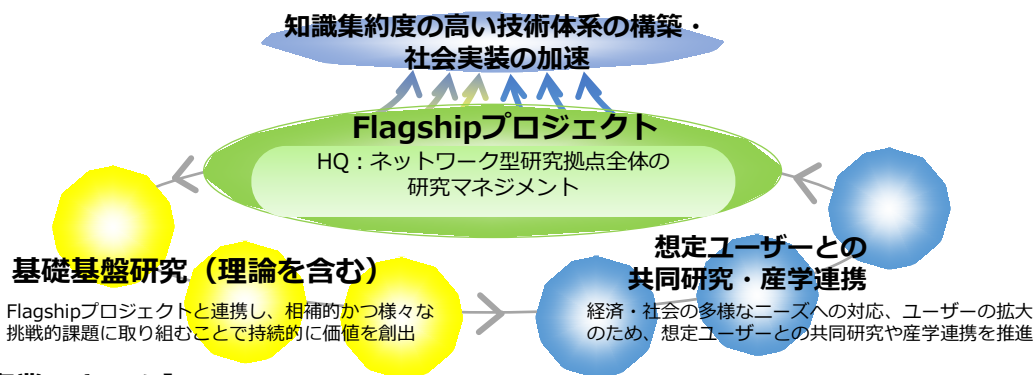 知識集約度の高い技術体系の構築・
社会実装の加速
Flagshipプロジェクト
HQ：ネットワーク型研究拠点全体の
研究マネジメント
基礎基盤研究（理論を含む）
Flagshipプロジェクトと連携し、相補的かつ様々な
挑戦的課題に取り組むことで持続的に価値を創出
想定ユーザーとの
共同研究・産学連携
経済・社会の多様なニーズへの対応、ユーザーの拡大
のため、想定ユーザーとの共同研究や産学連携を推進